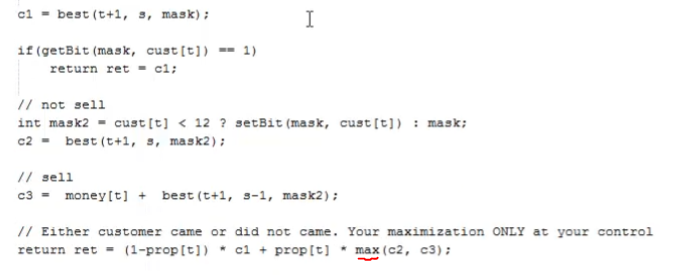 c1 = best(t+1, s, mask);
if(getBit(mask, cust[t]) == 1)
return ret = c1;
// not sell
int mask2 = cust[t] < 12 ? setBit(mask, cust[t]) : mask;
c2 = best(t+1, s, mask2);
// sell
c3 = money[t] + best(t+1, s-1, mask2);
// Either customer came or did not came. Your maximization ONLY at your control
return ret = (1-prop[t]) * c1 + prop[t] * max(c2, c3);